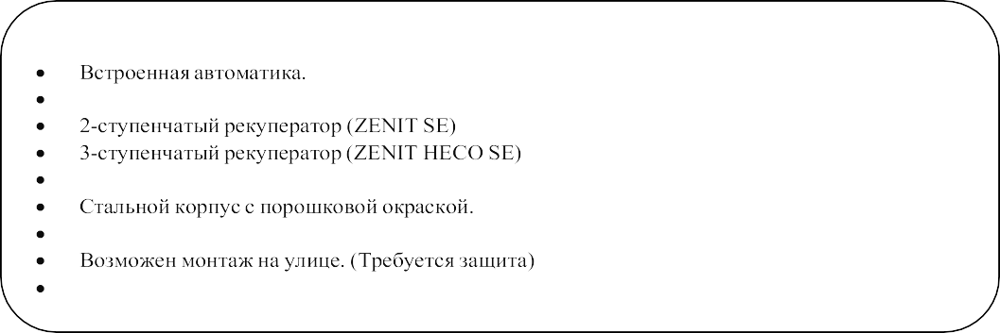 • Встроенная автоматика.
•
• 2-ступенчатый рекуператор (ZENIT SE)
• 3-ступенчатый рекуператор (ZENIT HECO SE)
•
• Стальной корпус с порошковой окраской.
•
• Возможен монтаж на улице. (Требуется защита)
•